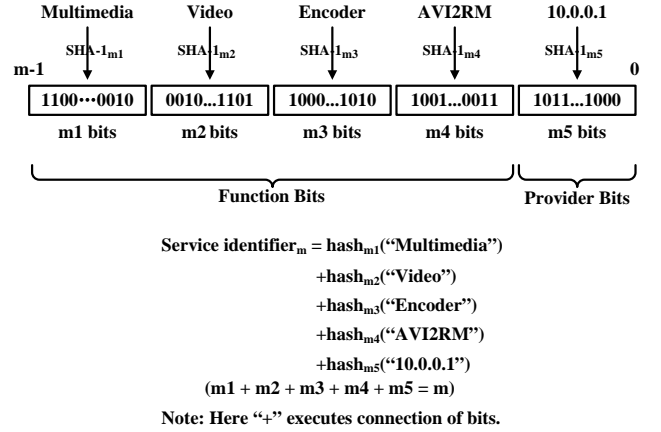 Multimedia Video Encoder AVI2RM 10.0.0.1
SHA-1m1 SHA-1m2 SHA-1m3 SHA-1m4 SHA-1m5
m-1 0
1100···0010 0010...1101 1000...1010 1001...0011 1011...1000
m1 bits m2 bits m3 bits m4 bits m5 bits
Function Bits Provider Bits
Service identifierm = hashm1(“Multimedia”)
+hashm2(“Video”)
+hashm3(“Encoder”)
+hashm4(“AVI2RM”)
+hashm5(“10.0.0.1”)
(m1 + m2 + m3 + m4 + m5 = m)
Note: Here “+” executes connection of bits.